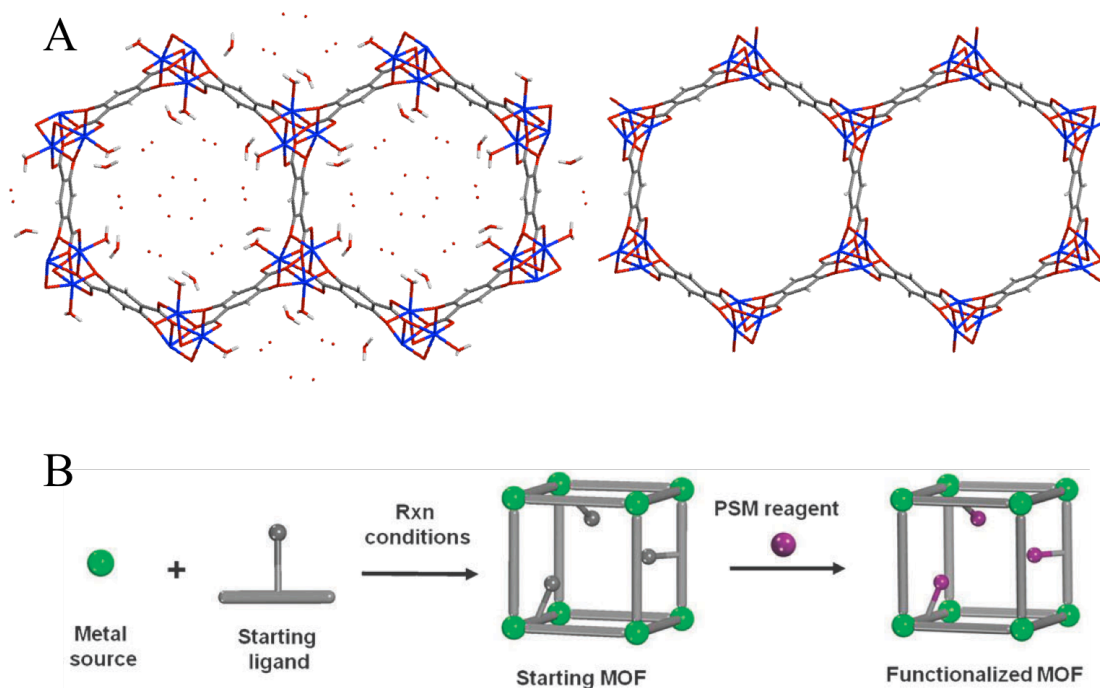 A
B
Rxn
conditions
PSM reagent
+
Metal
source
Starting
ligand
Starting MOF
Functionalized MOF